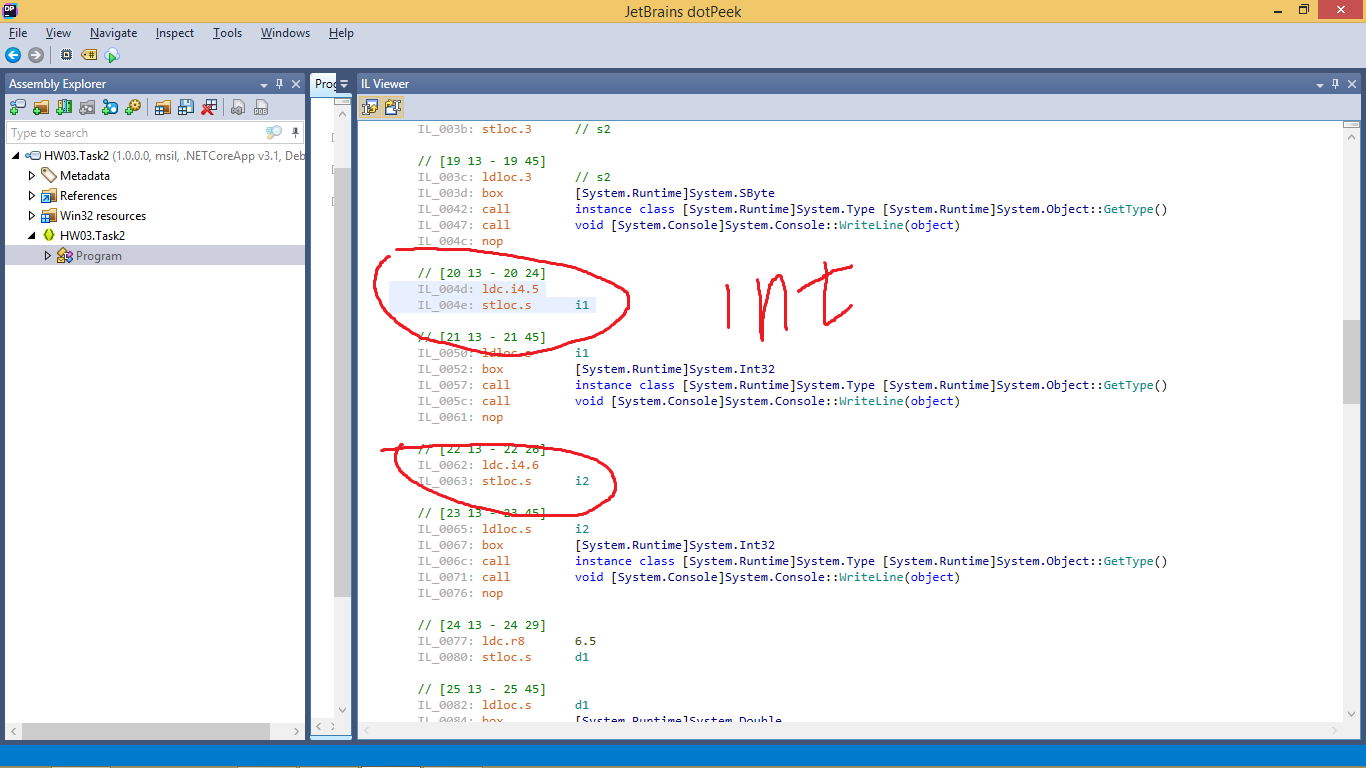 JetBrains dotPeek
File View Navigate Inspect Tools Windows Help
Assembly Explorer
Prog
IL Viewer
Type to search
HW03.Task2 (1.0.0.0, msil, .NETCoreApp v3.1, Deb
Metadata
References
Win32 resources
HW03.Task2
Program
IL_003b: stloc.3 // s2
// [19 13 - 19 45]
IL_003c: ldloc.3 // s2
IL_003d: box [System.Runtime]System.SByte
IL_0042: call instance class [System.Runtime]System.Type [System.Runtime]System.Object::GetType()
IL_0047: call void [System.Console]System.Console::WriteLine(object)
IL_004c: nop
// [20 13 - 20 24]
IL_004d: ldc.i4.5
IL_004e: stloc.s i1
int
// [21 13 - 21 45]
IL_0050: ldloc.s i1
IL_0052: box [System.Runtime]System.Int32
IL_0057: call instance class [System.Runtime]System.Type [System.Runtime]System.Object::GetType()
IL_005c: call void [System.Console]System.Console::WriteLine(object)
IL_0061: nop
// [22 13 - 22 26]
IL_0062: ldc.i4.6
IL_0063: stloc.s i2
// [23 13 - 23 45]
IL_0065: ldloc.s i2
IL_0067: box [System.Runtime]System.Int32
IL_006c: call instance class [System.Runtime]System.Type [System.Runtime]System.Object::GetType()
IL_0071: call void [System.Console]System.Console::WriteLine(object)
IL_0076: nop
// [24 13 - 24 29]
IL_0077: ldc.r8 6.5
IL_0080: stloc.s d1
// [25 13 - 25 45]
IL_0082: ldloc.s d1
IL_0084: box [System.Runtime]System.Double